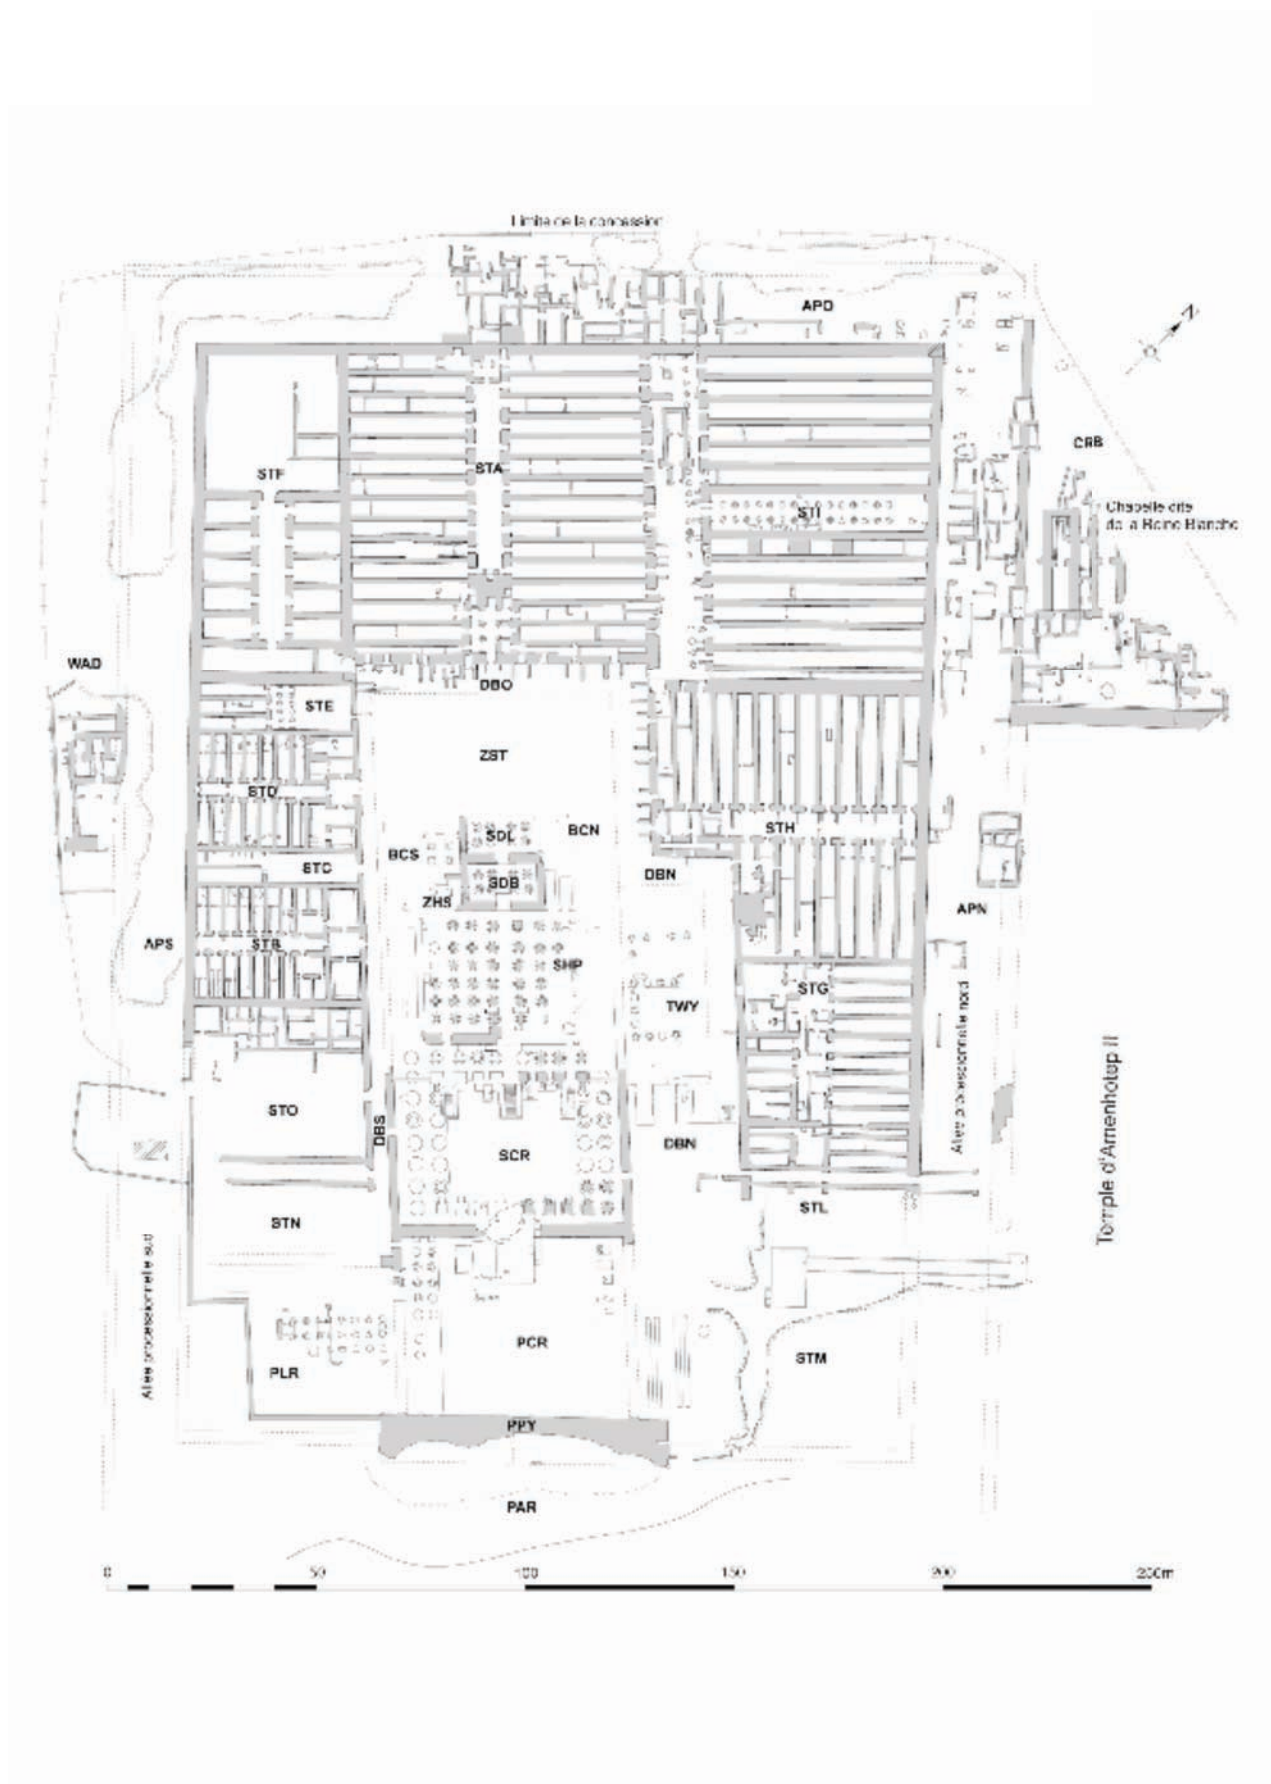 Limite de la concession
APO
N
CRB
STF
STA
STI
Chapelle dite
de la Reine Blanche
WAD
DBO
STE
ZST
STD
STH
SDL
BCN
BCS
STC
DBN
SDB
ZHS
APN
APS
STB
SHP
STG
TWY
Allée processionnelle nord
Temple d'Amenhotep II
STO
DBS
DBN
SCR
STL
STN
Allée processionnelle sud
PCR
STM
PLR
PPY
PAR
0 50 100 150 200 250m